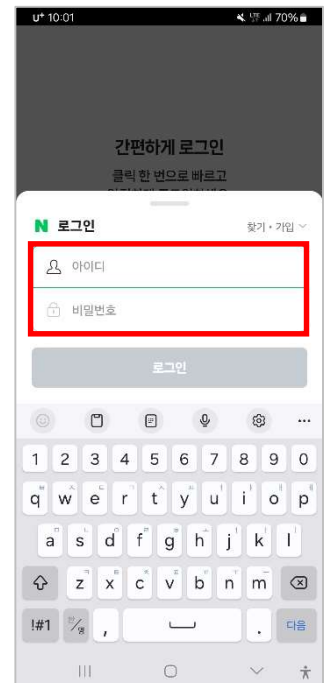 U⁺ 10:01 70%
간편하게 로그인
클릭 한 번으로 빠르고
N 로그인 찾기・가입
아이디
비밀번호
로그인
1 2 3 4 5 6 7 8 9 0
q w e r t y u i o p
a s d f g h j k l
z x c v b n m
!#1 한/영 , . 다음